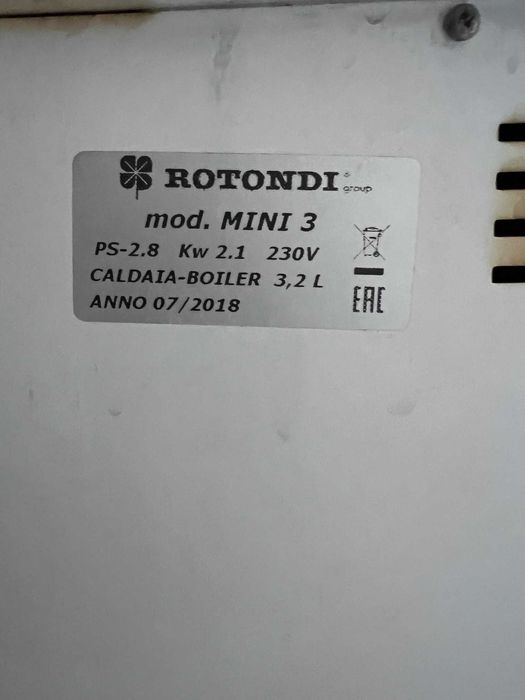 ROTONDI group
mod. MINI 3
PS-2.8 Kw 2.1 230V
CALDAIA-BOILER 3,2 L
ANNO 07/2018
EAC